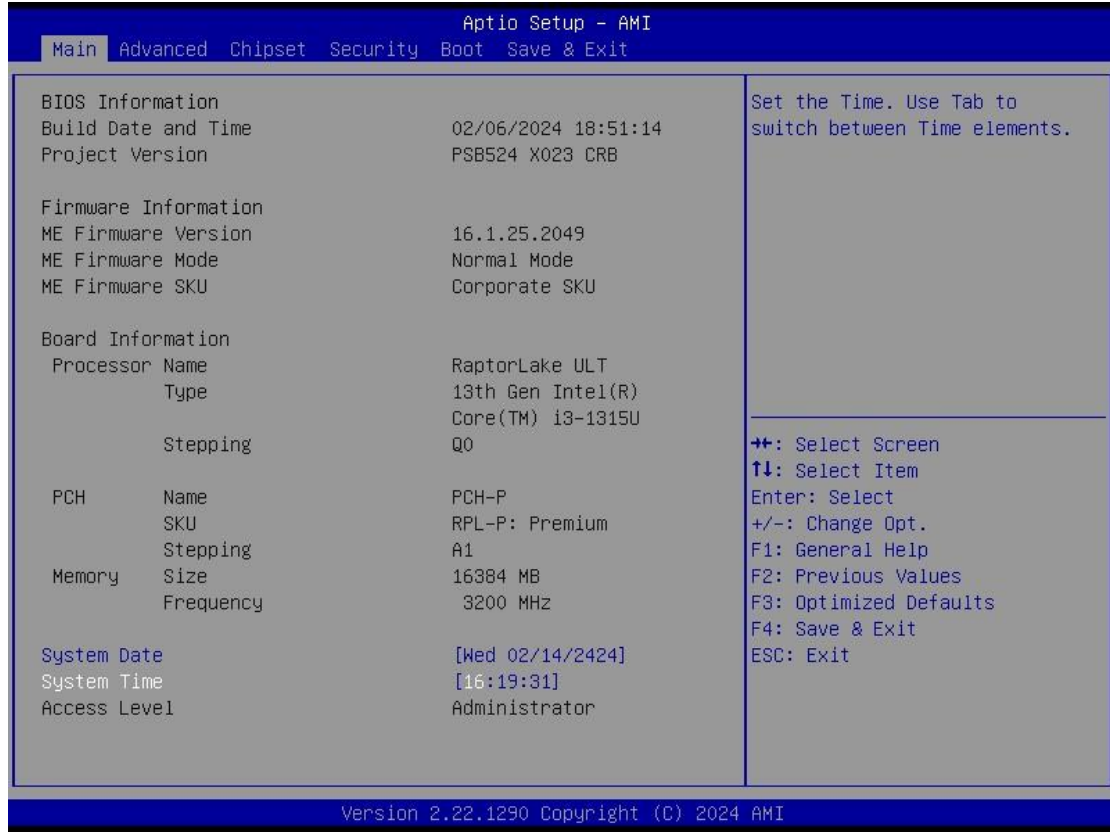 Aptio Setup – AMI
Main Advanced Chipset Security Boot Save & Exit
BIOS Information
Build Date and Time 02/06/2024 18:51:14
Project Version PSB524 X023 CRB
Firmware Information
ME Firmware Version 16.1.25.2049
ME Firmware Mode Normal Mode
ME Firmware SKU Corporate SKU
Board Information
Processor Name RaptorLake ULT
Type 13th Gen Intel(R)
Core(TM) i3-1315U
Stepping Q0
PCH Name PCH-P
SKU RPL-P: Premium
Stepping A1
Memory Size 16384 MB
Frequency 3200 MHz
System Date [Wed 02/14/2424]
System Time [16:19:31]
Access Level Administrator
Set the Time. Use Tab to
switch between Time elements.
→←: Select Screen
↑↓: Select Item
Enter: Select
+/-: Change Opt.
F1: General Help
F2: Previous Values
F3: Optimized Defaults
F4: Save & Exit
ESC: Exit
Version 2.22.1290 Copyright (C) 2024 AMI